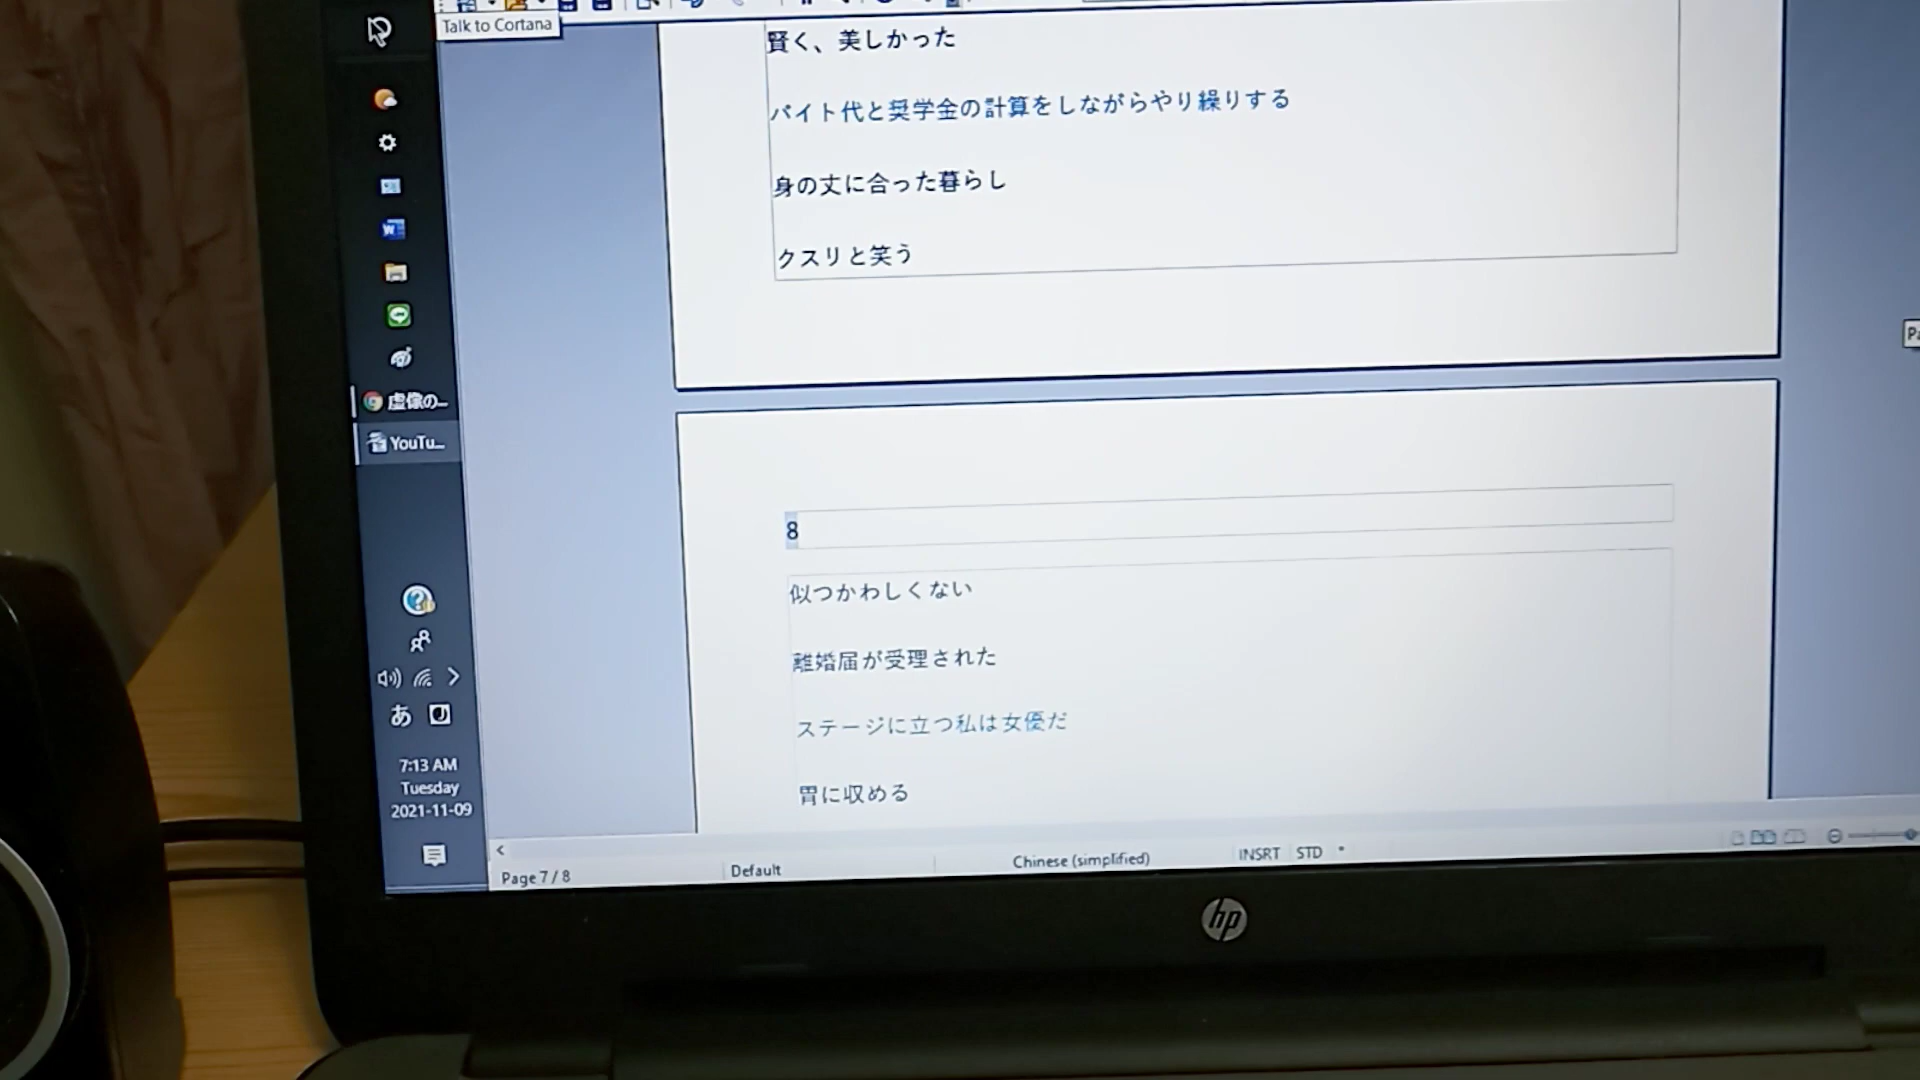 Talk to Cortana
賢く、美しかった
バイト代と奨学金の計算をしながらやり繰りする
身の丈に合った暮らし
クスリと笑う
虚像の...
YouTu...
8
似つかわしくない
離婚届が受理された
ステージに立つ私は女優だ
胃に収める
あ
7:13 AM
Tuesday
2021-11-09
Page 7 / 8
Default
Chinese (simplified)
INSRT
STD
*
hp